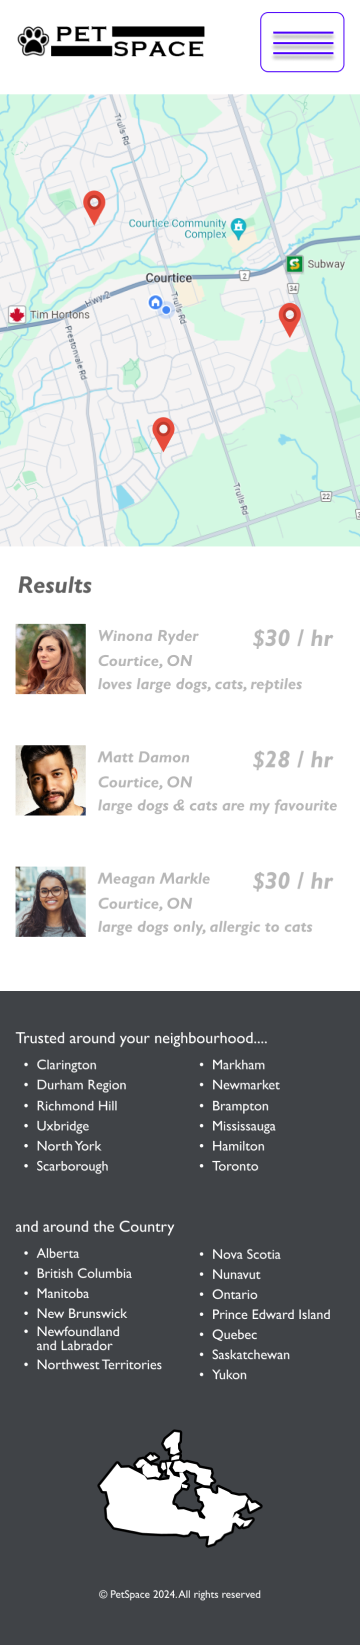 PET
SPACE
Trulls Rd
Courtice Community
Complex
Courtice
2
Subway
34
Hwy 2
Trulls Rd
Tim Hortons
Prestonvale Rd
Trulls Rd
22
Results
Winona Ryder
$30 / hr
Courtice, ON
loves large dogs, cats, reptiles
Matt Damon
$28 / hr
Courtice, ON
large dogs & cats are my favourite
Meagan Markle
$30 / hr
Courtice, ON
large dogs only, allergic to cats
Trusted around your neighbourhood....
• Clarington
• Durham Region
• Richmond Hill
• Uxbridge
• North York
• Scarborough
• Markham
• Newmarket
• Brampton
• Mississauga
• Hamilton
• Toronto
and around the Country
• Alberta
• British Columbia
• Manitoba
• New Brunswick
• Newfoundland
and Labrador
• Northwest Territories
• Nova Scotia
• Nunavut
• Ontario
• Prince Edward Island
• Quebec
• Saskatchewan
• Yukon
© PetSpace 2024. All rights reserved